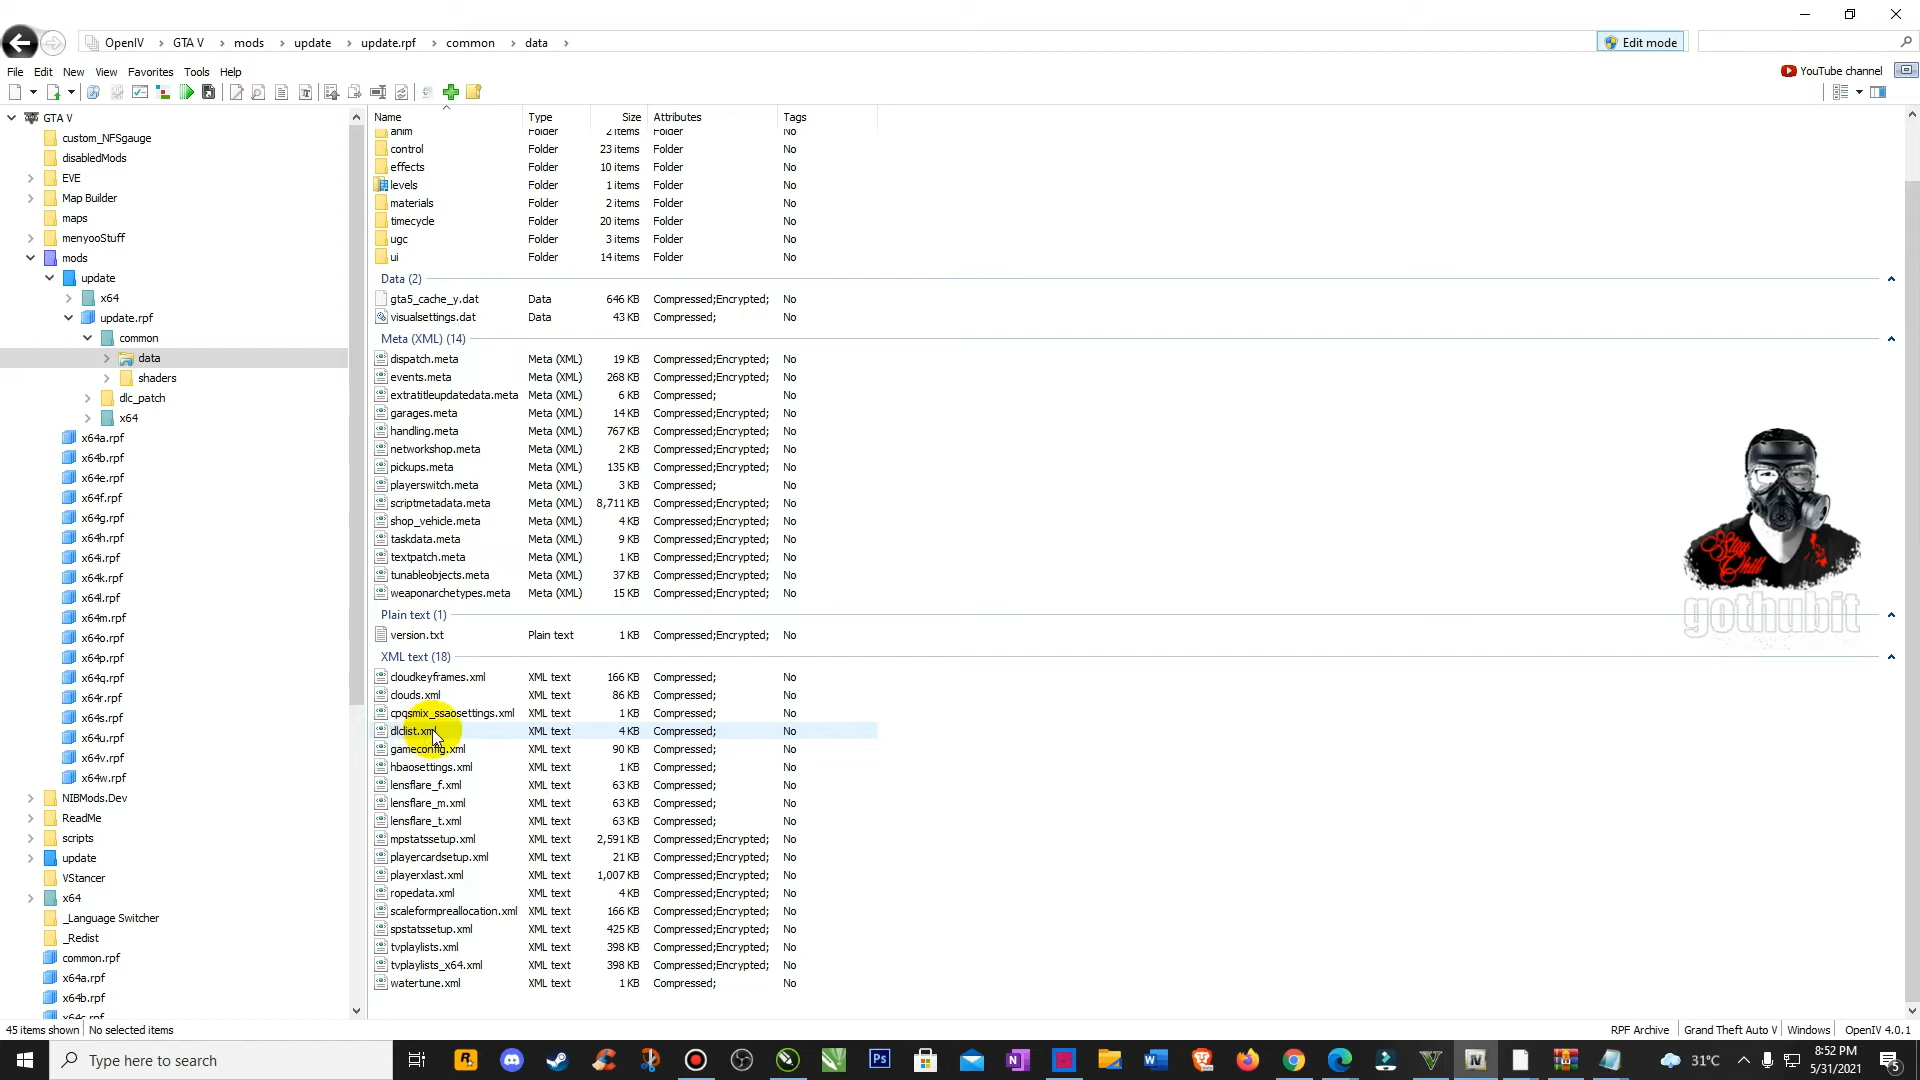 OpenIV › GTA V › mods › update › update.rpf › common › data ›
Edit mode
File Edit New View Favorites Tools Help
YouTube channel
GTA V
custom_NFSgauge
disabledMods
EVE
Map Builder
maps
menyooStuff
mods
update
x64
update.rpf
common
data
shaders
dlc_patch
x64
x64a.rpf
x64b.rpf
x64e.rpf
x64f.rpf
x64g.rpf
x64h.rpf
x64i.rpf
x64k.rpf
x64l.rpf
x64m.rpf
x64o.rpf
x64p.rpf
x64q.rpf
x64r.rpf
x64s.rpf
x64u.rpf
x64v.rpf
x64w.rpf
NIBMods.Dev
ReadMe
scripts
update
VStancer
x64
_Language Switcher
_Redist
common.rpf
x64a.rpf
x64b.rpf
x64c.rpf
Name Type Size Attributes Tags
anim Folder 2 items Folder No
control Folder 23 items Folder No
effects Folder 10 items Folder No
levels Folder 1 items Folder No
materials Folder 2 items Folder No
timecycle Folder 20 items Folder No
ugc Folder 3 items Folder No
ui Folder 14 items Folder No
Data (2)
gta5_cache_y.dat Data 646 KB Compressed;Encrypted; No
visualsettings.dat Data 43 KB Compressed; No
Meta (XML) (14)
dispatch.meta Meta (XML) 19 KB Compressed;Encrypted; No
events.meta Meta (XML) 268 KB Compressed;Encrypted; No
extratitleupdatedata.meta Meta (XML) 6 KB Compressed; No
garages.meta Meta (XML) 14 KB Compressed;Encrypted; No
handling.meta Meta (XML) 767 KB Compressed;Encrypted; No
networkshop.meta Meta (XML) 2 KB Compressed;Encrypted; No
pickups.meta Meta (XML) 135 KB Compressed;Encrypted; No
playerswitch.meta Meta (XML) 3 KB Compressed; No
scriptmetadata.meta Meta (XML) 8,711 KB Compressed;Encrypted; No
shop_vehicle.meta Meta (XML) 4 KB Compressed;Encrypted; No
taskdata.meta Meta (XML) 9 KB Compressed;Encrypted; No
textpatch.meta Meta (XML) 1 KB Compressed;Encrypted; No
tunableobjects.meta Meta (XML) 37 KB Compressed;Encrypted; No
weaponarchetypes.meta Meta (XML) 15 KB Compressed;Encrypted; No
Plain text (1)
version.txt Plain text 1 KB Compressed;Encrypted; No
XML text (18)
cloudkeyframes.xml XML text 166 KB Compressed; No
clouds.xml XML text 86 KB Compressed; No
cpqsmix_ssaosettings.xml XML text 1 KB Compressed; No
dlclist.xml XML text 4 KB Compressed; No
gameconfig.xml XML text 90 KB Compressed; No
hbaosettings.xml XML text 1 KB Compressed; No
lensflare_f.xml XML text 63 KB Compressed; No
lensflare_m.xml XML text 63 KB Compressed; No
lensflare_t.xml XML text 63 KB Compressed; No
mpstatssetup.xml XML text 2,591 KB Compressed;Encrypted; No
playercardsetup.xml XML text 21 KB Compressed;Encrypted; No
playerxlast.xml XML text 1,007 KB Compressed;Encrypted; No
ropedata.xml XML text 4 KB Compressed;Encrypted; No
scaleformpreallocation.xml XML text 166 KB Compressed;Encrypted; No
spstatssetup.xml XML text 425 KB Compressed;Encrypted; No
tvplaylists.xml XML text 398 KB Compressed;Encrypted; No
tvplaylists_x64.xml XML text 398 KB Compressed;Encrypted; No
watertune.xml XML text 1 KB Compressed; No
Stay Chill
gothubit
45 items shown No selected items
RPF Archive Grand Theft Auto V Windows OpenIV 4.0.1
Type here to search
31°C
8:52 PM
5/31/2021
5